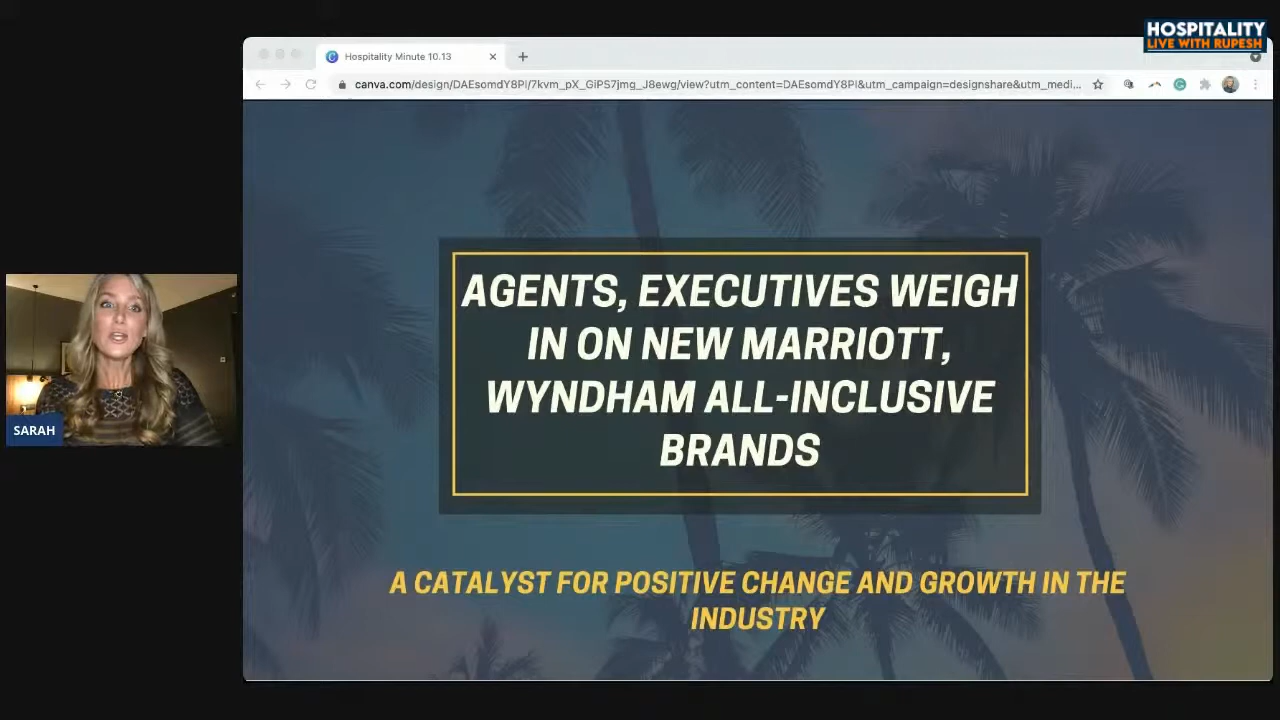 HOSPITALITY
LIVE WITH RUPESH
Hospitality Minute 10.13
canva.com/design/DAEsomdY8PI/7kvm_pX_GiPS7jmg_J8ewg/view?utm_content=DAEsomdY8PI&utm_campaign=designshare&utm_medi...
AGENTS, EXECUTIVES WEIGH
IN ON NEW MARRIOTT,
WYNDHAM ALL-INCLUSIVE
BRANDS
SARAH
A CATALYST FOR POSITIVE CHANGE AND GROWTH IN THE
INDUSTRY